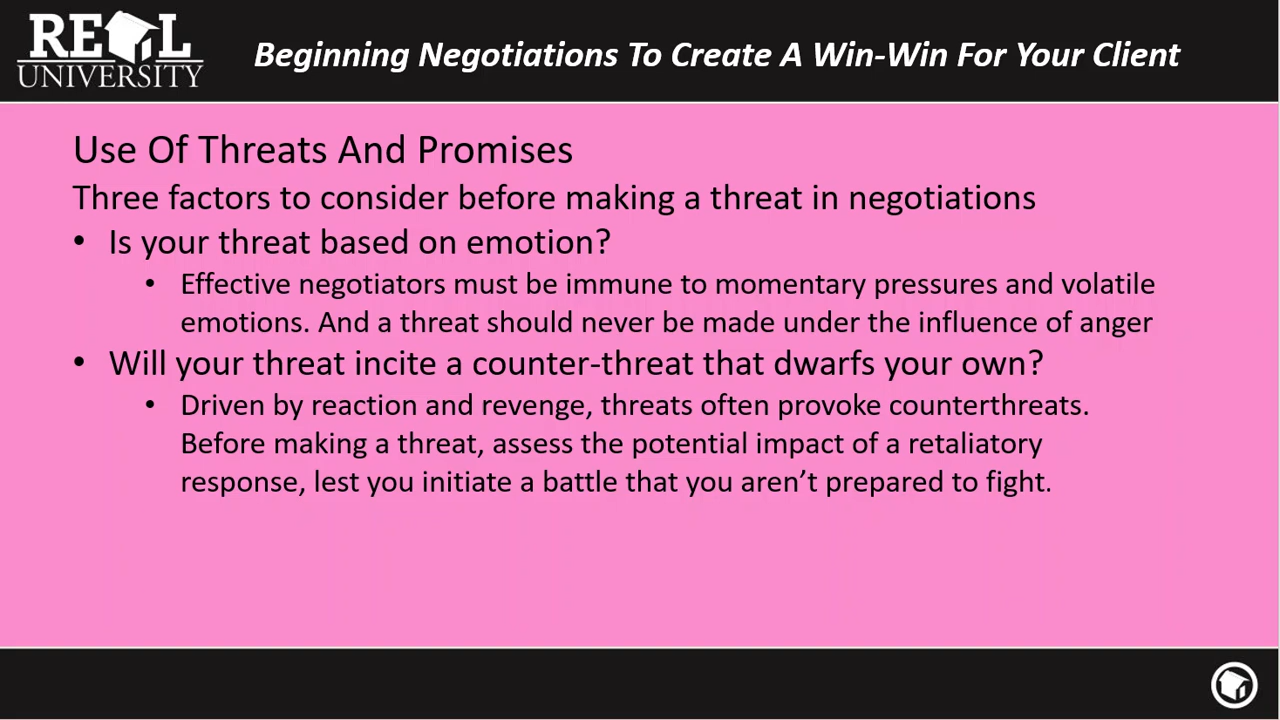 REAL
UNIVERSITY
Beginning Negotiations To Create A Win-Win For Your Client
Use Of Threats And Promises
Three factors to consider before making a threat in negotiations
• Is your threat based on emotion?
• Effective negotiators must be immune to momentary pressures and volatile
emotions. And a threat should never be made under the influence of anger
• Will your threat incite a counter-threat that dwarfs your own?
• Driven by reaction and revenge, threats often provoke counterthreats.
Before making a threat, assess the potential impact of a retaliatory
response, lest you initiate a battle that you aren’t prepared to fight.